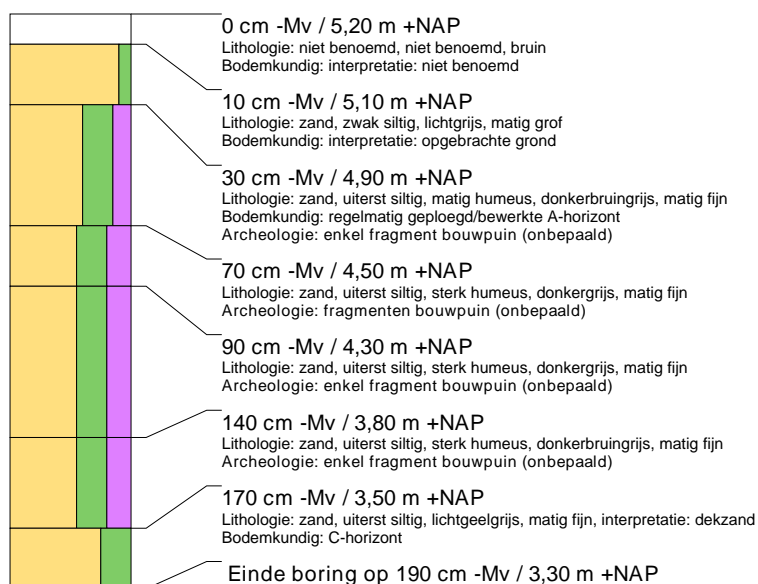 0 cm -Mv / 5,20 m +NAP
Lithologie: niet benoemd, niet benoemd, bruin
Bodemkundig: interpretatie: niet benoemd
10 cm -Mv / 5,10 m +NAP
Lithologie: zand, zwak siltig, lichtgrijs, matig grof
Bodemkundig: interpretatie: opgebrachte grond
30 cm -Mv / 4,90 m +NAP
Lithologie: zand, uiterst siltig, matig humeus, donkerbruingrijs, matig fijn
Bodemkundig: regelmatig geploegd/bewerkte A-horizont
Archeologie: enkel fragment bouwpuin (onbepaald)
70 cm -Mv / 4,50 m +NAP
Lithologie: zand, uiterst siltig, sterk humeus, donkergrijs, matig fijn
Archeologie: fragmenten bouwpuin (onbepaald)
90 cm -Mv / 4,30 m +NAP
Lithologie: zand, uiterst siltig, sterk humeus, donkergrijs, matig fijn
Archeologie: enkel fragment bouwpuin (onbepaald)
140 cm -Mv / 3,80 m +NAP
Lithologie: zand, uiterst siltig, sterk humeus, donkerbruingrijs, matig fijn
Archeologie: enkel fragment bouwpuin (onbepaald)
170 cm -Mv / 3,50 m +NAP
Lithologie: zand, uiterst siltig, lichtgeelgrijs, matig fijn, interpretatie: dekzand
Bodemkundig: C-horizont
Einde boring op 190 cm -Mv / 3,30 m +NAP